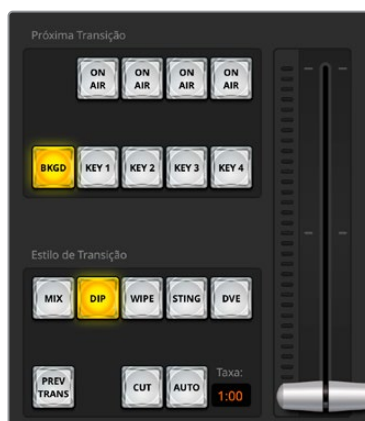 Próxima Transição
ON AIR ON AIR ON AIR ON AIR
BKGD KEY 1 KEY 2 KEY 3 KEY 4
Estilo de Transição
MIX DIP WIPE STING DVE
Taxa:
PREV TRANS CUT AUTO 1:00